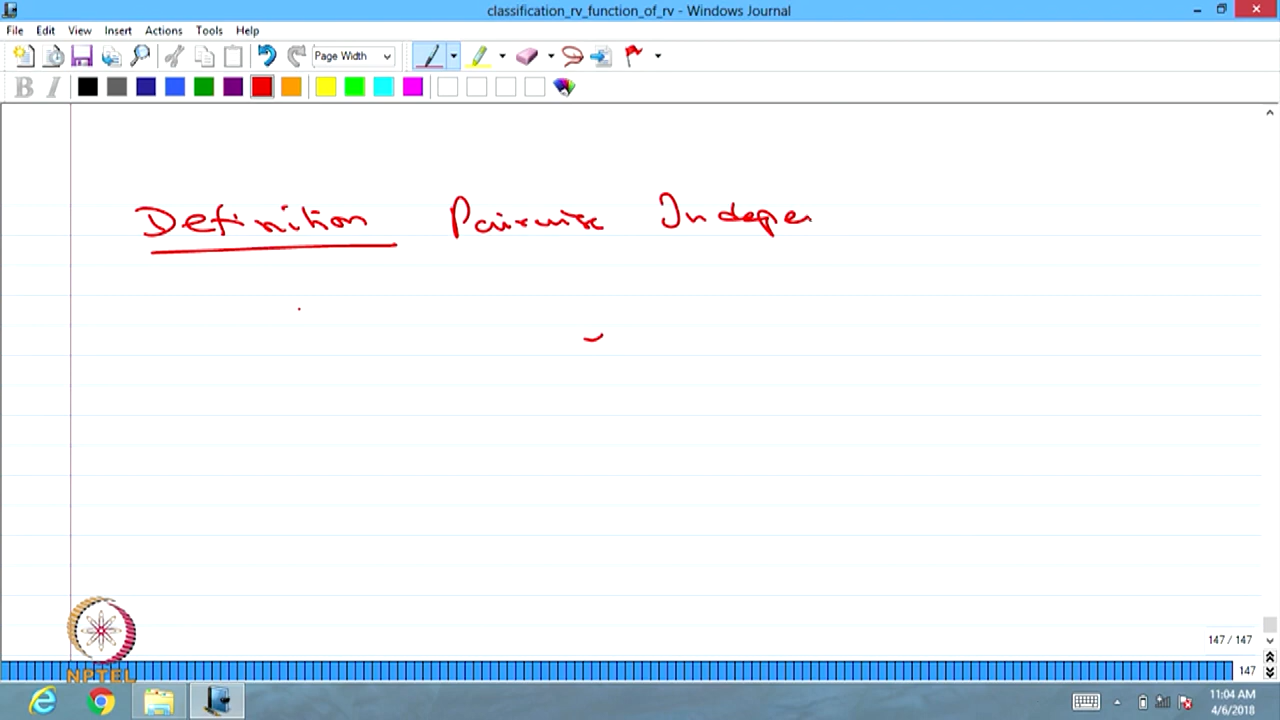 classification_rv_function_of_rv - Windows Journal
File Edit View Insert Actions Tools Help
Page Width
B I
Definition Pairwise Indepen
147 / 147
147
NPTEL
11:04 AM
4/6/2018